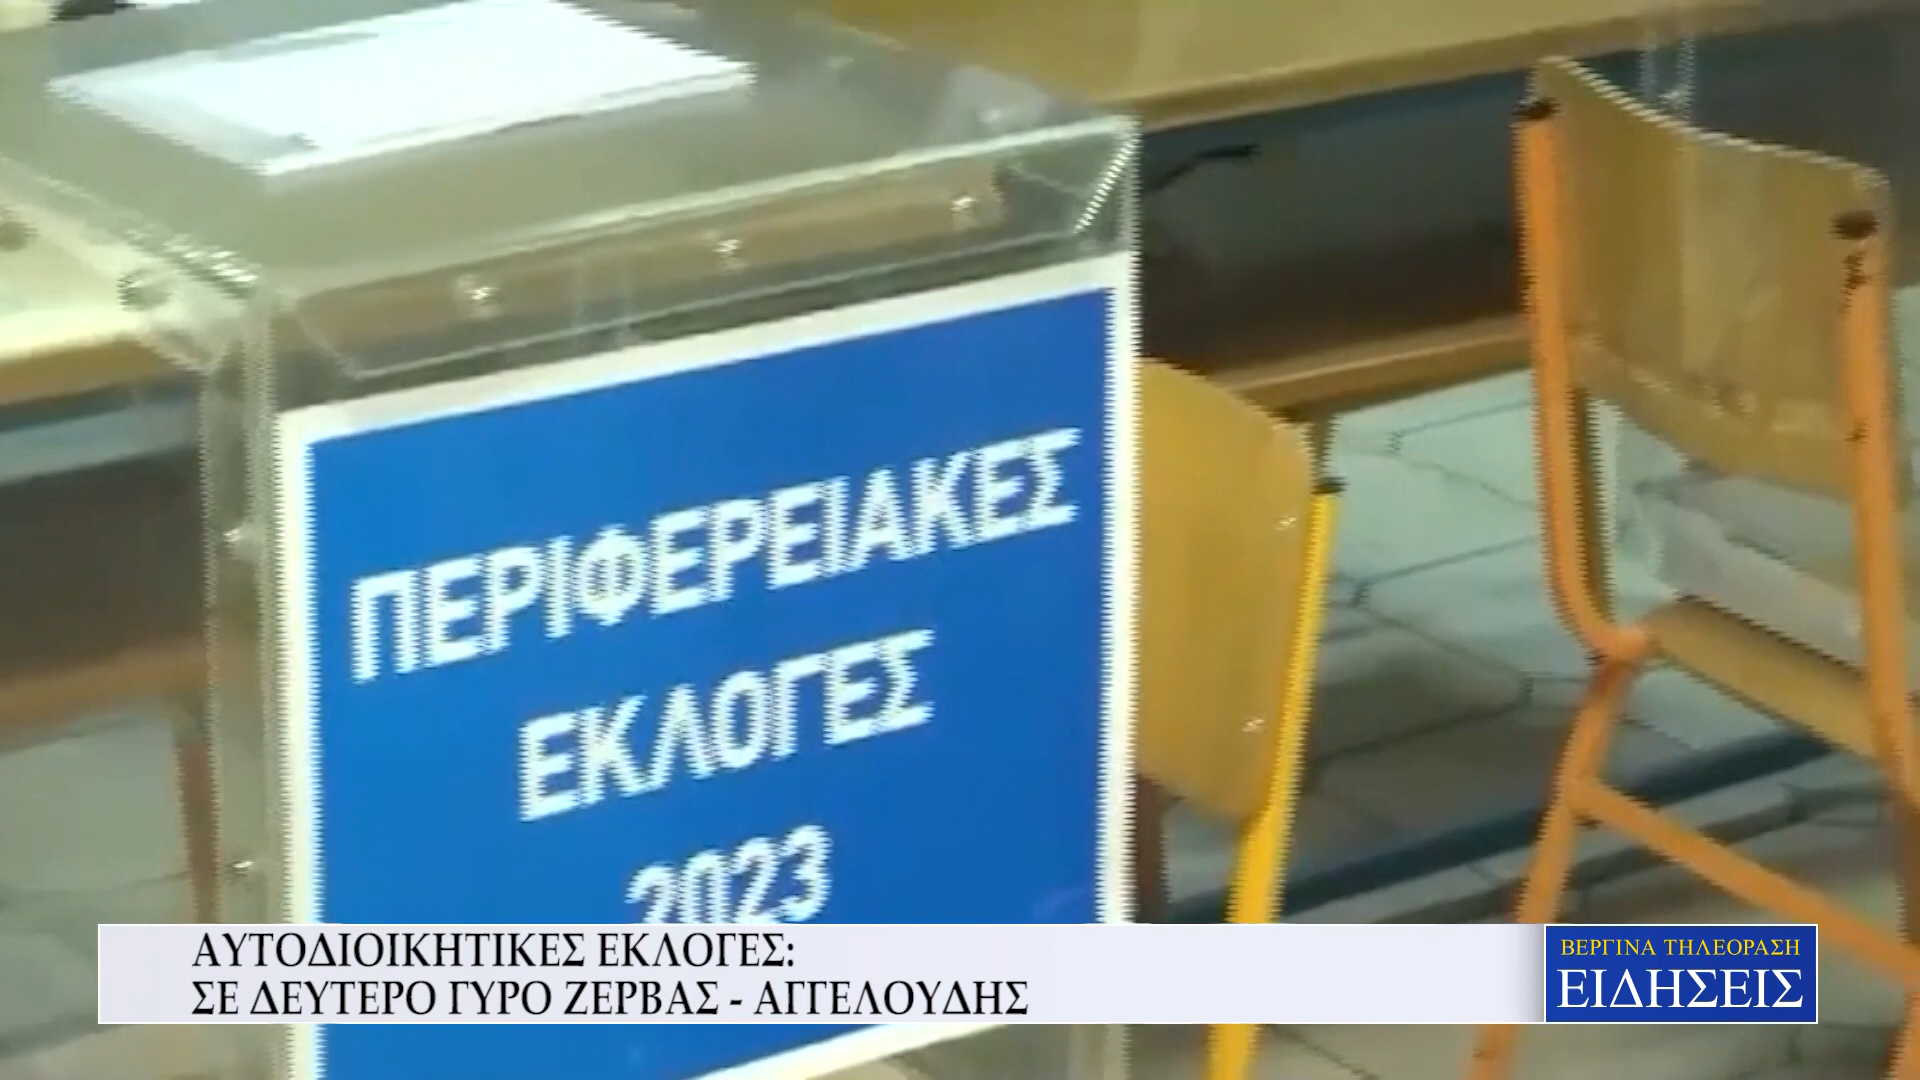 ΠΕΡΙΦΕΡΕΙΑΚΕΣ
ΕΚΛΟΓΕΣ
2023
ΑΥΤΟΔΙΟΙΚΗΤΙΚΕΣ ΕΚΛΟΓΕΣ:
ΣΕ ΔΕΥΤΕΡΟ ΓΥΡΟ ΖΕΡΒΑΣ - ΑΓΓΕΛΟΥΔΗΣ
ΒΕΡΓΙΝΑ ΤΗΛΕΟΡΑΣΗ
ΕΙΔΗΣΕΙΣ